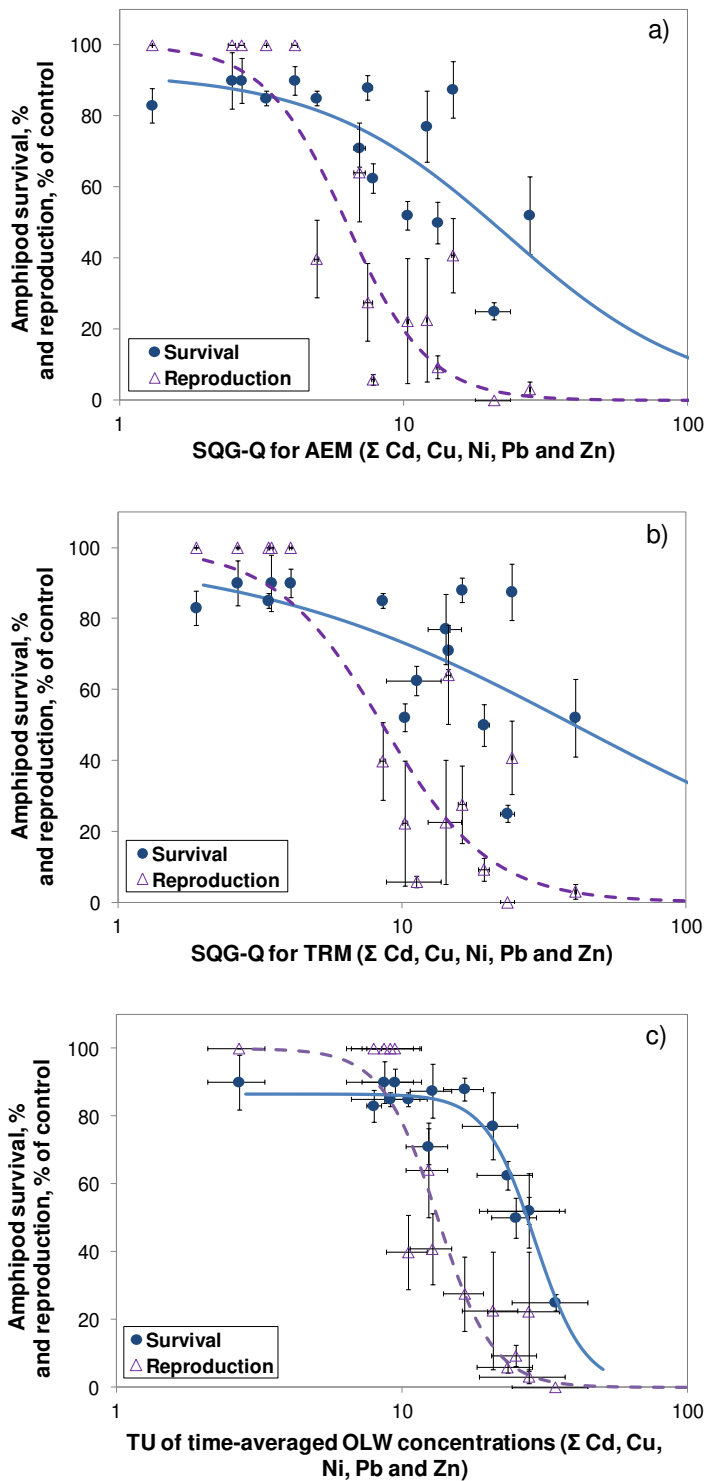 a)
Amphipod survival, %
and reproduction, % of control
100
80
60
40
20
0
Survival
Reproduction
1 10 100
SQG-Q for AEM (Σ Cd, Cu, Ni, Pb and Zn)
b)
Amphipod survival, %
and reproduction, % of control
100
80
60
40
20
0
Survival
Reproduction
1 10 100
SQG-Q for TRM (Σ Cd, Cu, Ni, Pb and Zn)
c)
Amphipod survival, %
and reproduction, % of control
100
80
60
40
20
0
Survival
Reproduction
1 10 100
TU of time-averaged OLW concentrations (Σ Cd, Cu,
Ni, Pb and Zn)